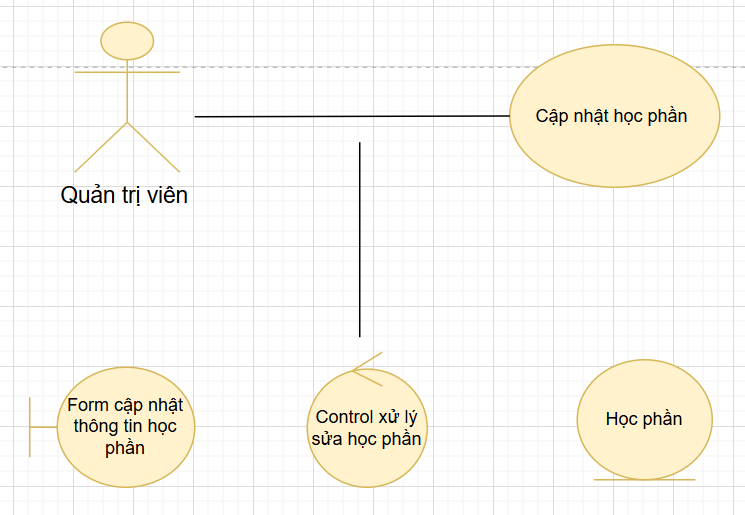 Cập nhật học phần
Quản trị viên
Form cập nhật
thông tin học
phần
Control xử lý
sửa học phần
Học phần